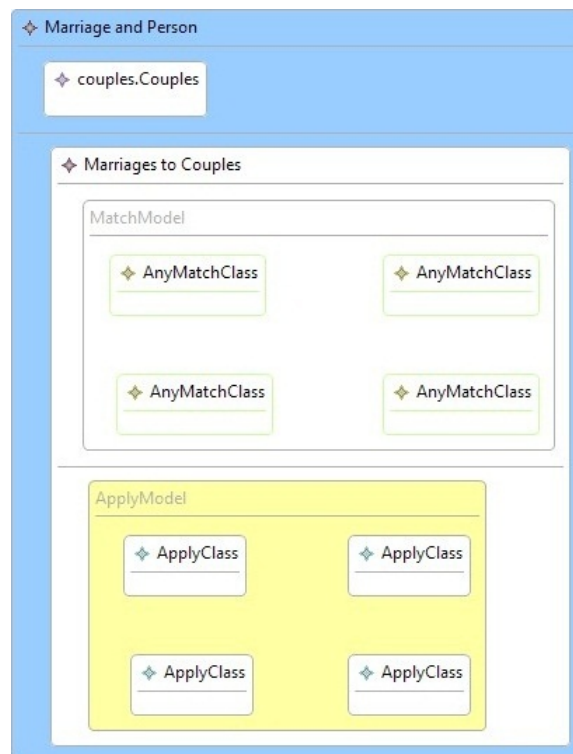 Marriage and Person
couples.Couples
Marriages to Couples
MatchModel
AnyMatchClass AnyMatchClass
AnyMatchClass AnyMatchClass
ApplyModel
ApplyClass ApplyClass
ApplyClass ApplyClass